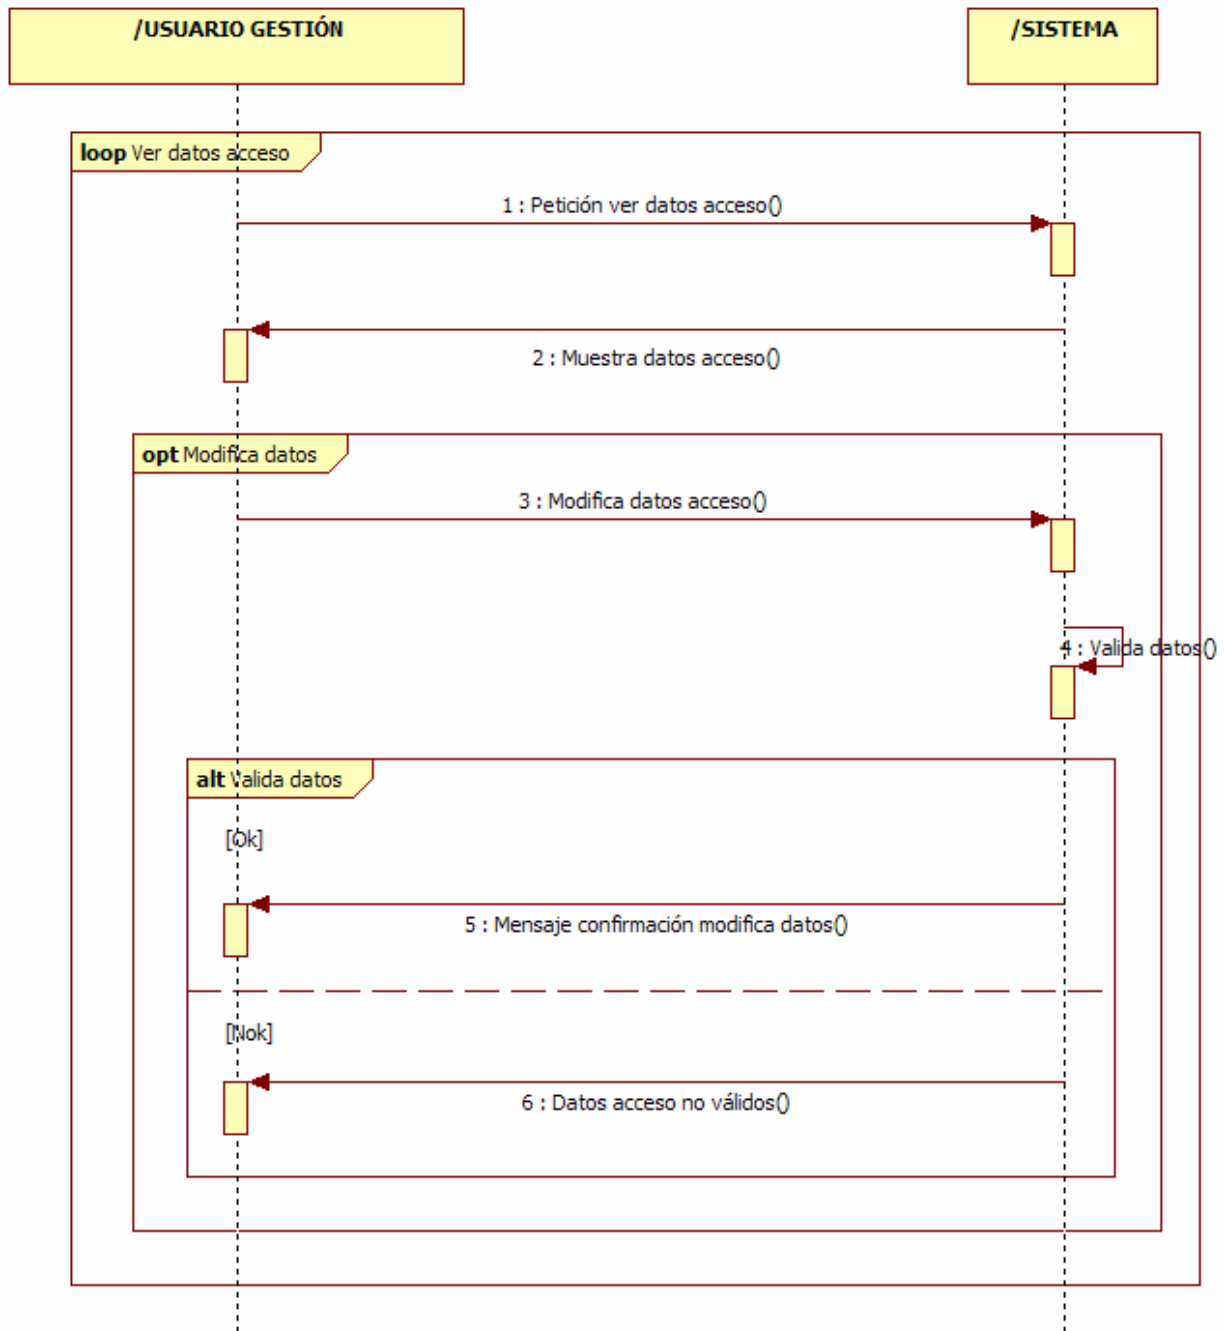 /USUARIO GESTIÓN
/SISTEMA
loop Ver datos acceso
1 : Petición ver datos acceso()
2 : Muestra datos acceso()
opt Modifica datos
3 : Modifica datos acceso()
4 : Valida datos()
alt Valida datos
[Ok]
5 : Mensaje confirmación modifica datos()
[Nok]
6 : Datos acceso no válidos()